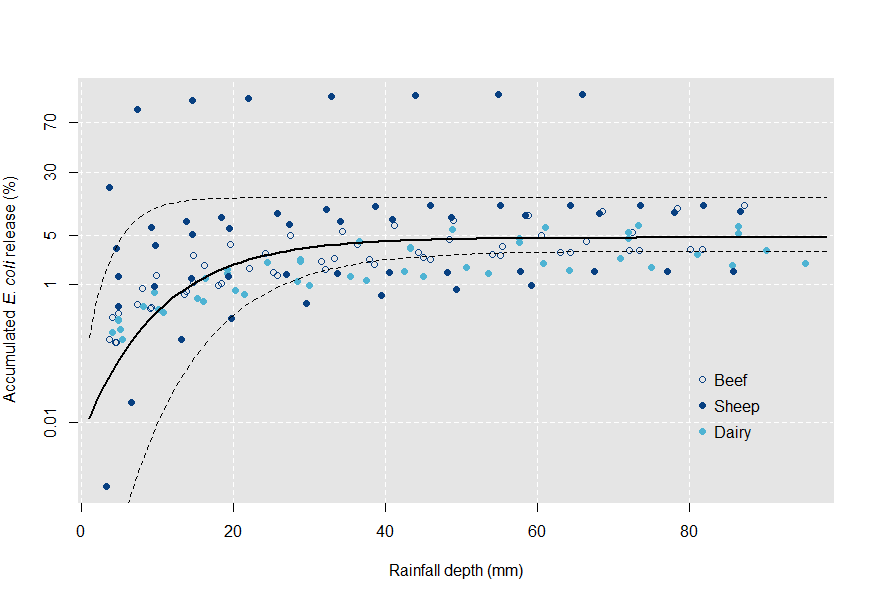 Accumulated E. coli release (%)
70
30
5
1
0.01
Beef
Sheep
Dairy
0
20
40
60
80
Rainfall depth (mm)